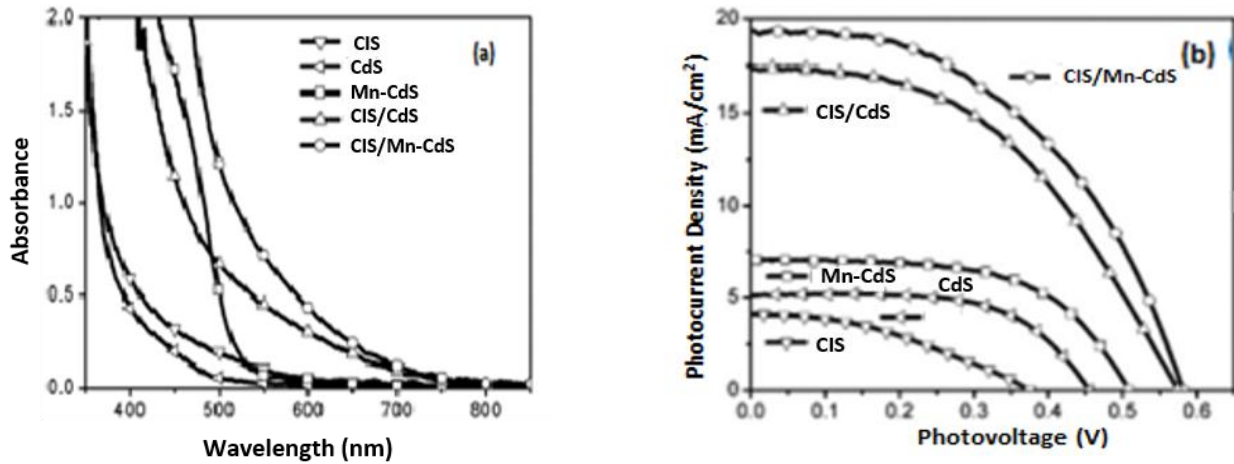 (a)
CIS
CdS
Mn-CdS
CIS/CdS
CIS/Mn-CdS
Absorbance
2.0
1.5
1.0
0.5
0.0
400 500 600 700 800
Wavelength (nm)
(b)
CIS/Mn-CdS
CIS/CdS
Mn-CdS
CdS
CIS
Photocurrent Density (mA/cm²)
20
15
10
5
0
0.0 0.1 0.2 0.3 0.4 0.5 0.6
Photovoltage (V)